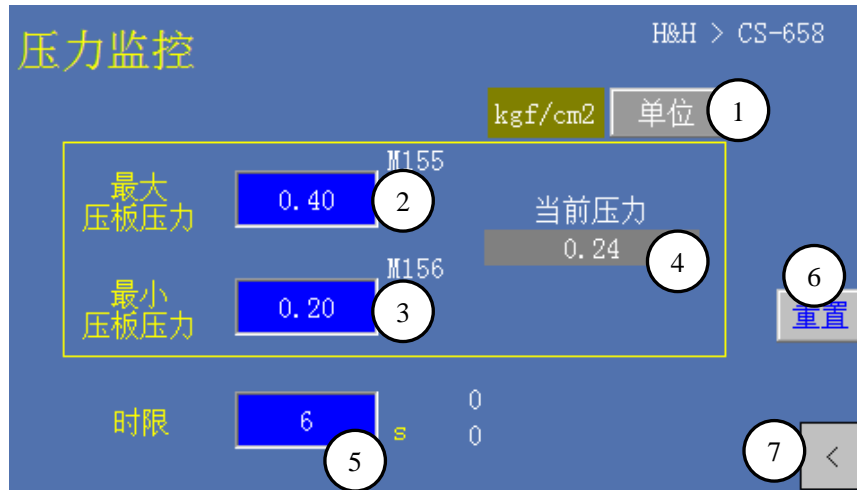 压力监控
H&H > CS-658
kgf/cm2 单位 1
M155
最大
压板压力
0.40 2
当前压力
0.24 4
M156
最小
压板压力
0.20 3
6
重置
时限 6 s
5
0
0
7 <